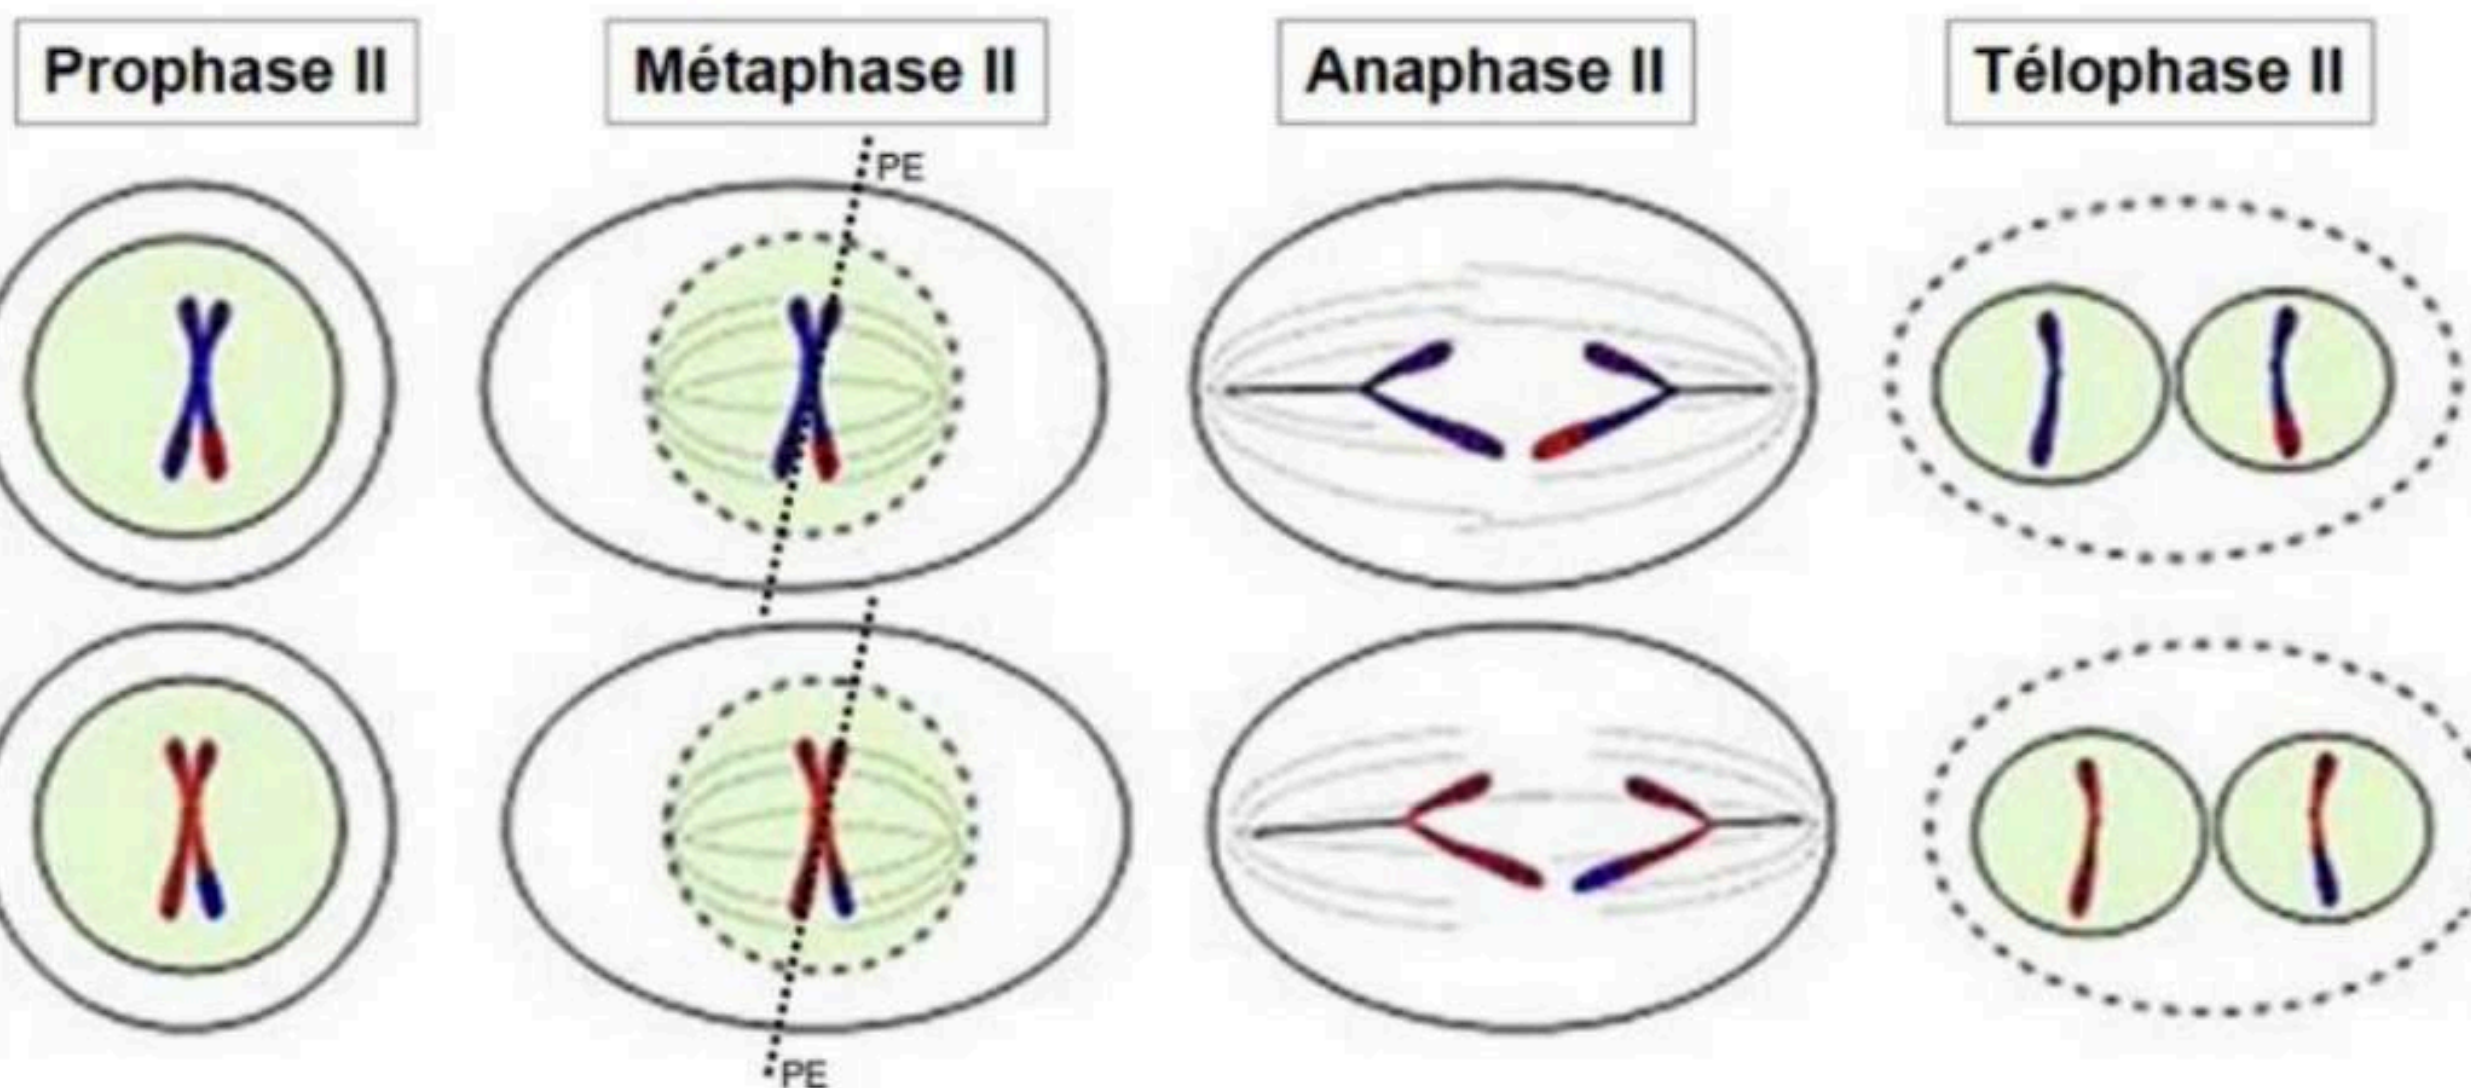 Prophase II
Métaphase II
Anaphase II
Télophase II
PE
PE